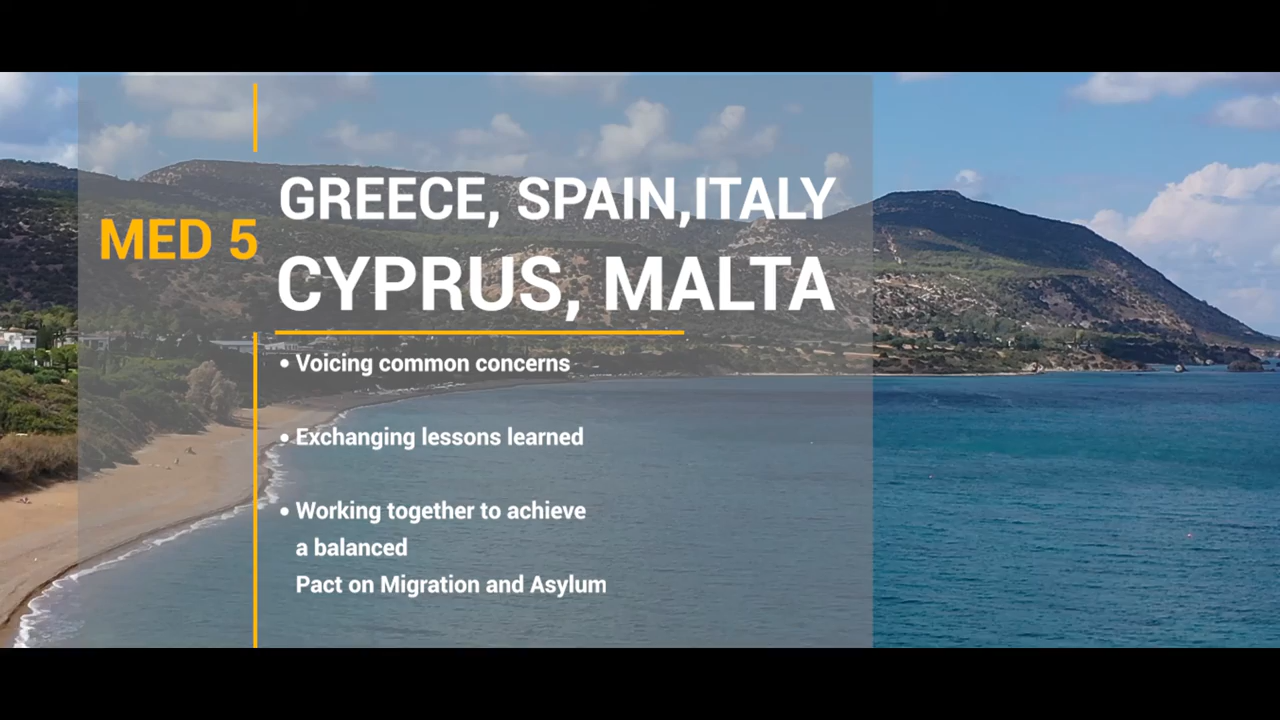 MED 5
GREECE, SPAIN,ITALY
CYPRUS, MALTA
• Voicing common concerns
• Exchanging lessons learned
• Working together to achieve
a balanced
Pact on Migration and Asylum